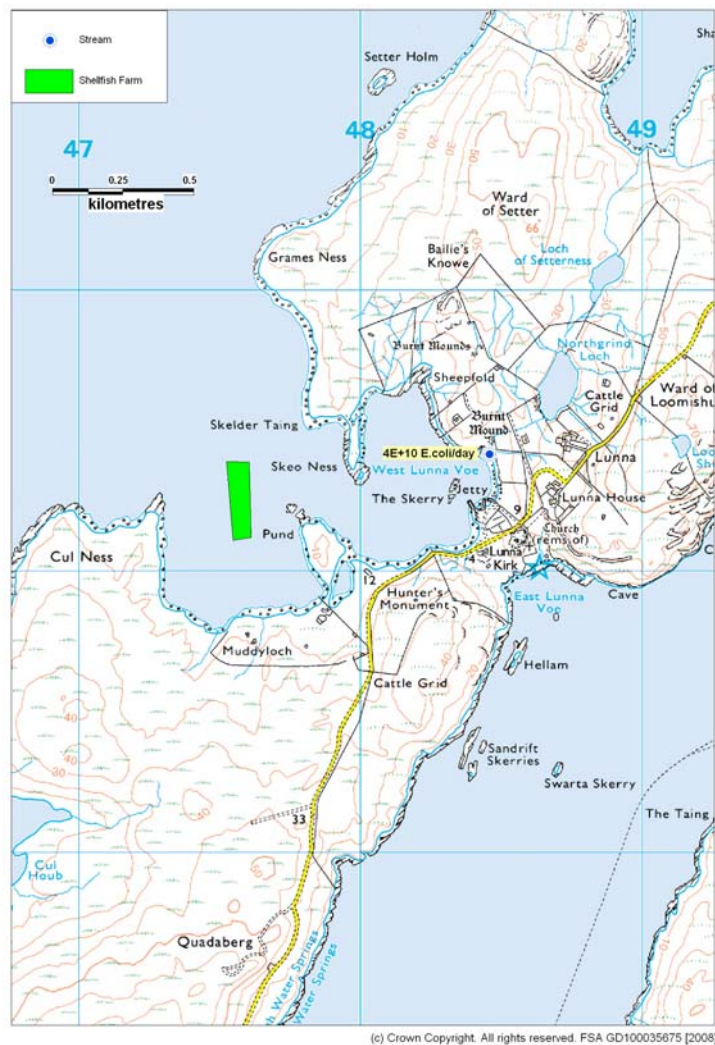 Stream
Shellfish Farm
Setter Holm
47
48
49
0 0.25 0.5
kilometres
Ward
of Setter
66
Loch
of Setterness
Bailie's
Knowe
Grames Ness
Burnt Mounds
Northgrind
Loch
Sheepfold
Cattle
Grid
Ward of
Burnt
Mound
Skelder Taing
4E+10 E.coli/day
Lunna
Skeo Ness
West Lunna Voe
The Skerry
Jetty
Lunna House
9
Pund
Church
(rems of)
Cul Ness
4
Lunna
Kirk
12
Hunter's
Monument
East Lunna
Voe
Cave
Muddyloch
Hellam
Cattle Grid
Sandrift
Skerries
Swarta Skerry
The Taing
33
Cul
Houb
Quadaberg
Water Springs
Water Springs
(c) Crown Copyright. All rights reserved. FSA GD100035675 [2008]